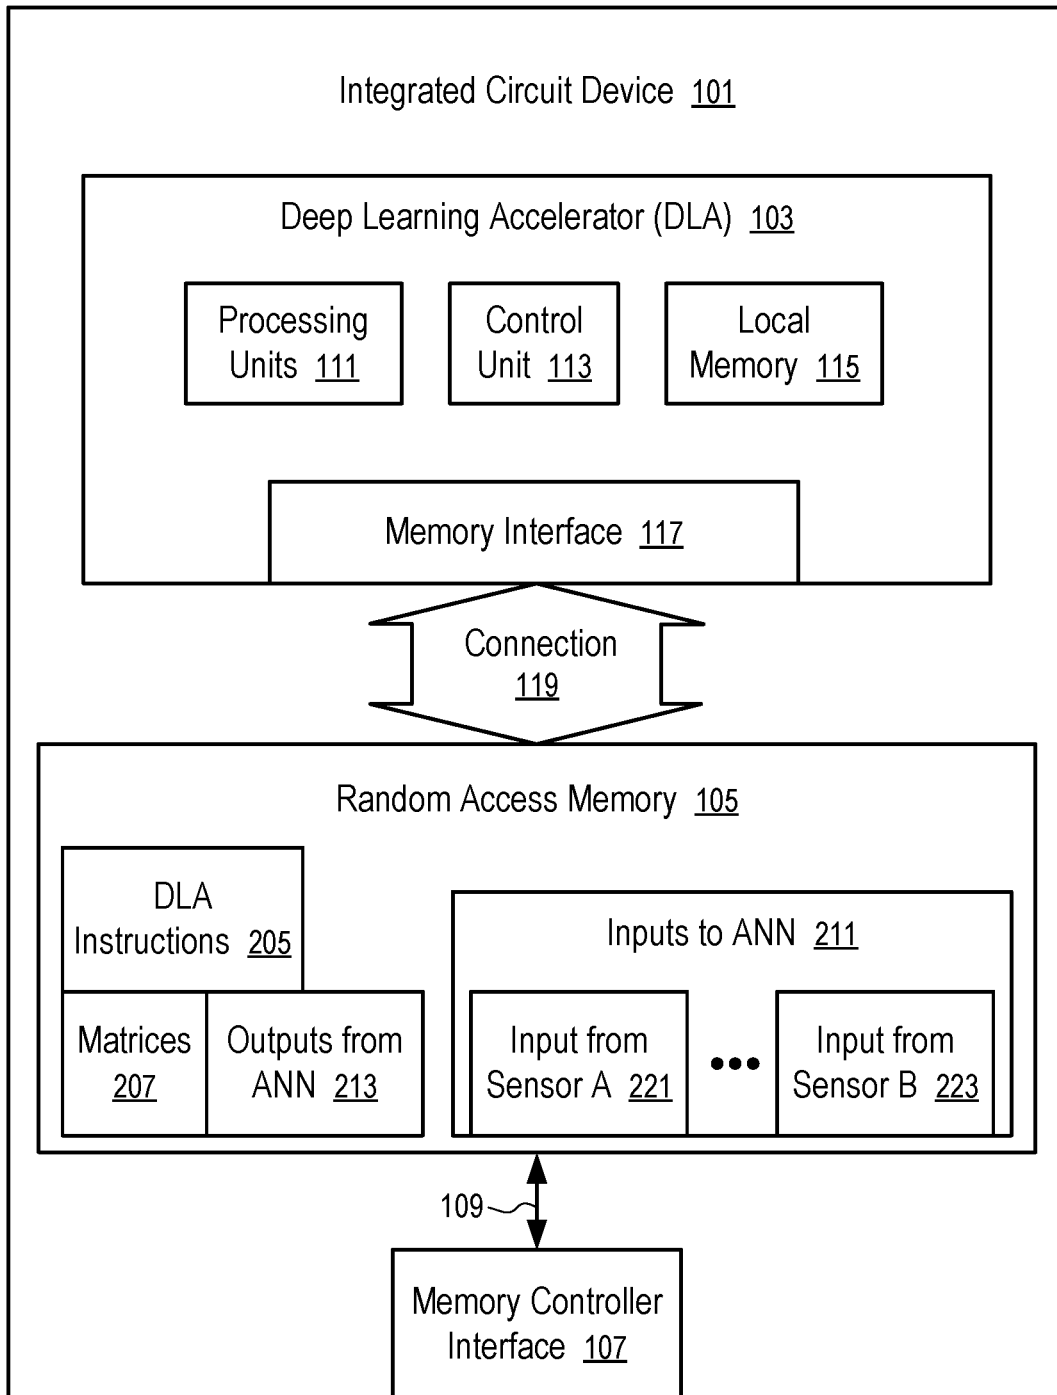 Integrated Circuit Device 101
Deep Learning Accelerator (DLA) 103
Processing
Units 111
Control
Unit 113
Local
Memory 115
Memory Interface 117
Connection
119
Random Access Memory 105
DLA
Instructions 205
Matrices
207
Outputs from
ANN 213
Inputs to ANN 211
Input from
Sensor A 221
Input from
Sensor B 223
109
Memory Controller
Interface 107